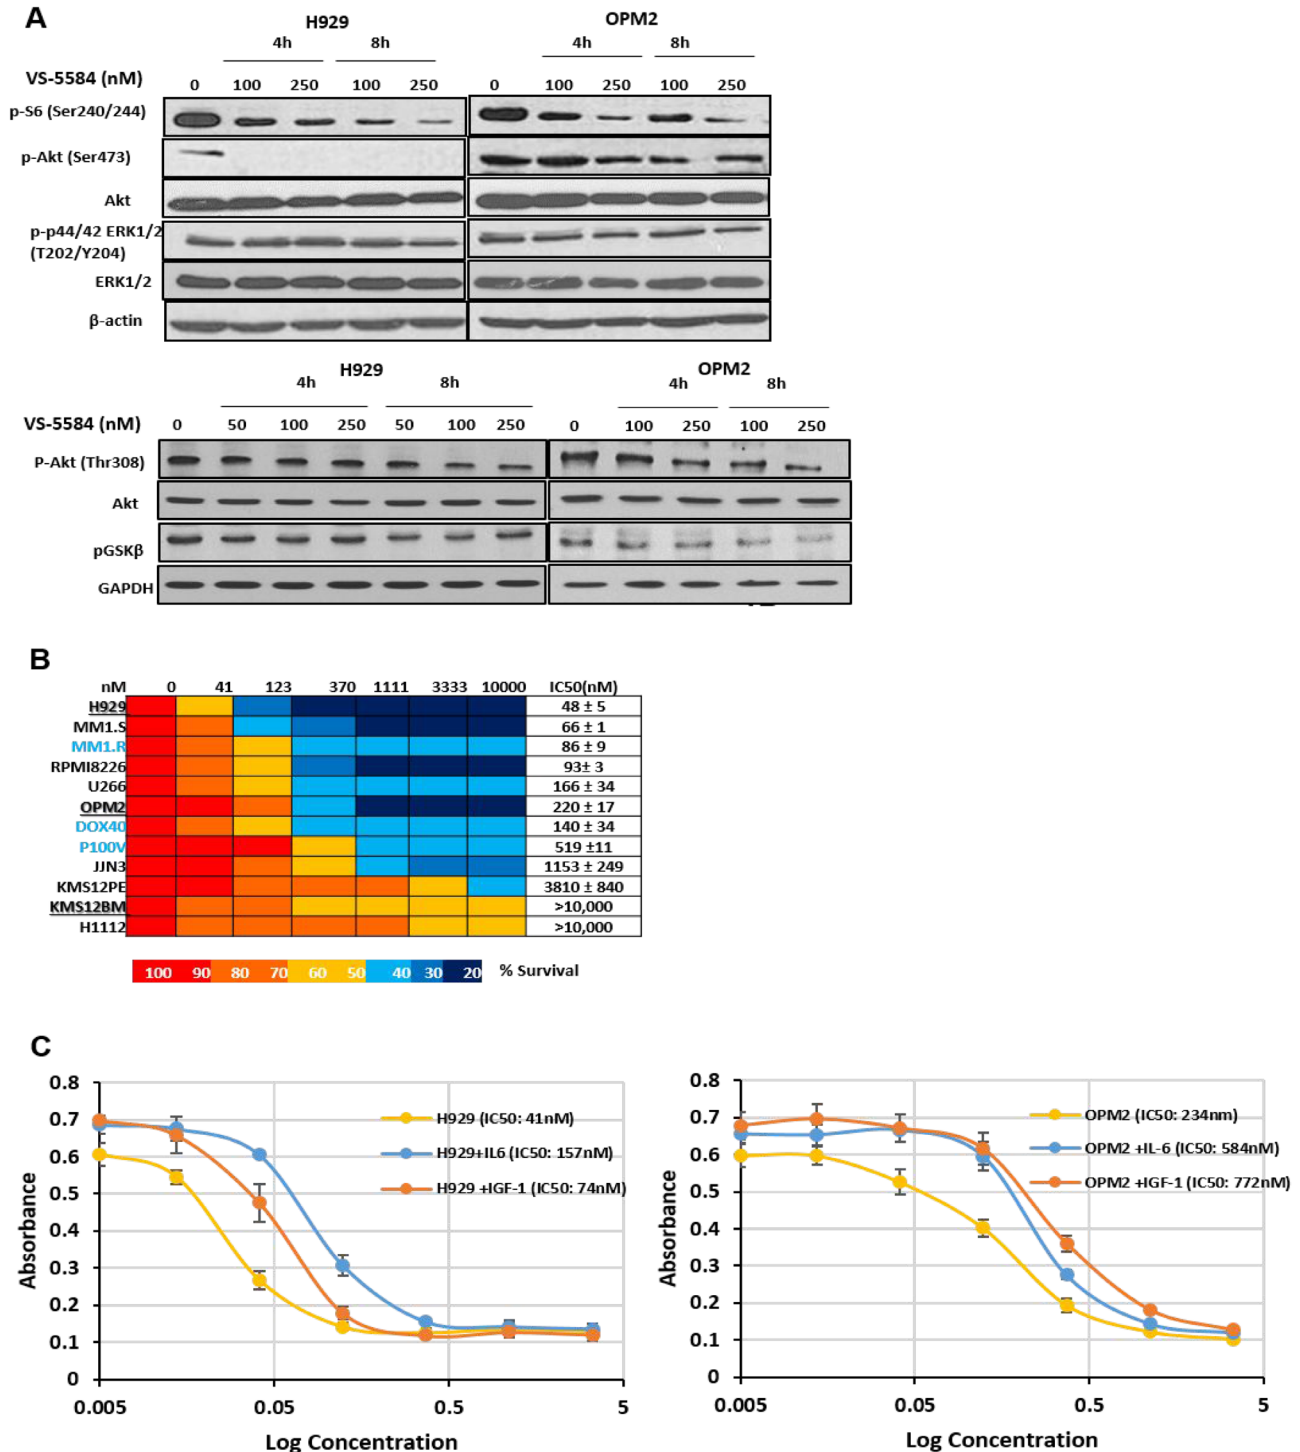 A
H929
OPM2
4h
8h
4h
8h
VS-5584 (nM)
0
100
250
100
250
0
100
250
100
250
p-S6 (Ser240/244)
p-Akt (Ser473)
Akt
p-p44/42 ERK1/2
(T202/Y204)
ERK1/2
β-actin
H929
OPM2
4h
8h
4h
8h
VS-5584 (nM)
0
50
100
250
50
100
250
0
100
250
100
250
P-Akt (Thr308)
Akt
pGSKβ
GAPDH
B
nM 0 41 123 370 1111 3333 10000 IC50(nM)
H929 48 ± 5
MM1.S 66 ± 1
MM1.R 86 ± 9
RPMI8226 93± 3
U266 166 ± 34
OPM2 220 ± 17
DOX40 140 ± 34
P100V 519 ±11
JJN3 1153 ± 249
KMS12PE 3810 ± 840
KMS12BM >10,000
H1112 >10,000
100 90 80 70 60 50 40 30 20 % Survival
C
0.8
0.7
0.6
0.5
0.4
0.3
0.2
0.1
0
Absorbance
0.005
0.05
0.5
5
Log Concentration
H929 (IC50: 41nM)
H929+IL6 (IC50: 157nM)
H929 +IGF-1 (IC50: 74nM)
0.8
0.7
0.6
0.5
0.4
0.3
0.2
0.1
0
Absorbance
0.005
0.05
0.5
5
Log Concentration
OPM2 (IC50: 234nm)
OPM2 +IL-6 (IC50: 584nM)
OPM2 +IGF-1 (IC50: 772nM)